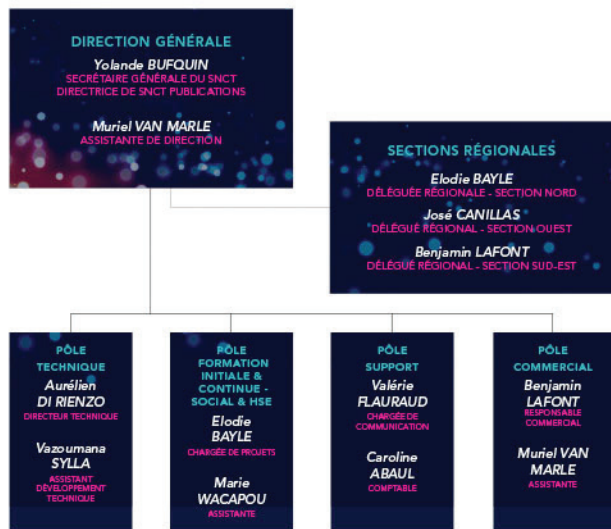 DIRECTION GÉNÉRALE
Yolande BUFQUIN
SECRÉTAIRE GÉNÉRALE DU SNCT
DIRECTRICE DE SNCT PUBLICATIONS
Muriel VAN MARLE
ASSISTANTE DE DIRECTION
SECTIONS RÉGIONALES
Elodie BAYLE
DÉLÉGUÉE RÉGIONALE - SECTION NORD
José CANILLAS
DÉLÉGUÉ RÉGIONAL - SECTION OUEST
Benjamin LAFONT
DÉLÉGUÉ RÉGIONAL - SECTION SUD-EST
PÔLE
TECHNIQUE
Aurélien
DI RIENZO
DIRECTEUR TECHNIQUE
Vazoumana
SYLLA
ASSISTANT
DÉVELOPPEMENT
TECHNIQUE
PÔLE
FORMATION
INITIALE &
CONTINUE -
SOCIAL & HSE
Elodie
BAYLE
CHARGÉE DE PROJETS
Marie
WACAPOU
ASSISTANTE
PÔLE
SUPPORT
Valérie
FLAURAUD
CHARGÉE DE
COMMUNICATION
Caroline
ABAUL
COMPTABLE
PÔLE
COMMERCIAL
Benjamin
LAFONT
RESPONSABLE
COMMERCIAL
Muriel VAN
MARLE
ASSISTANTE